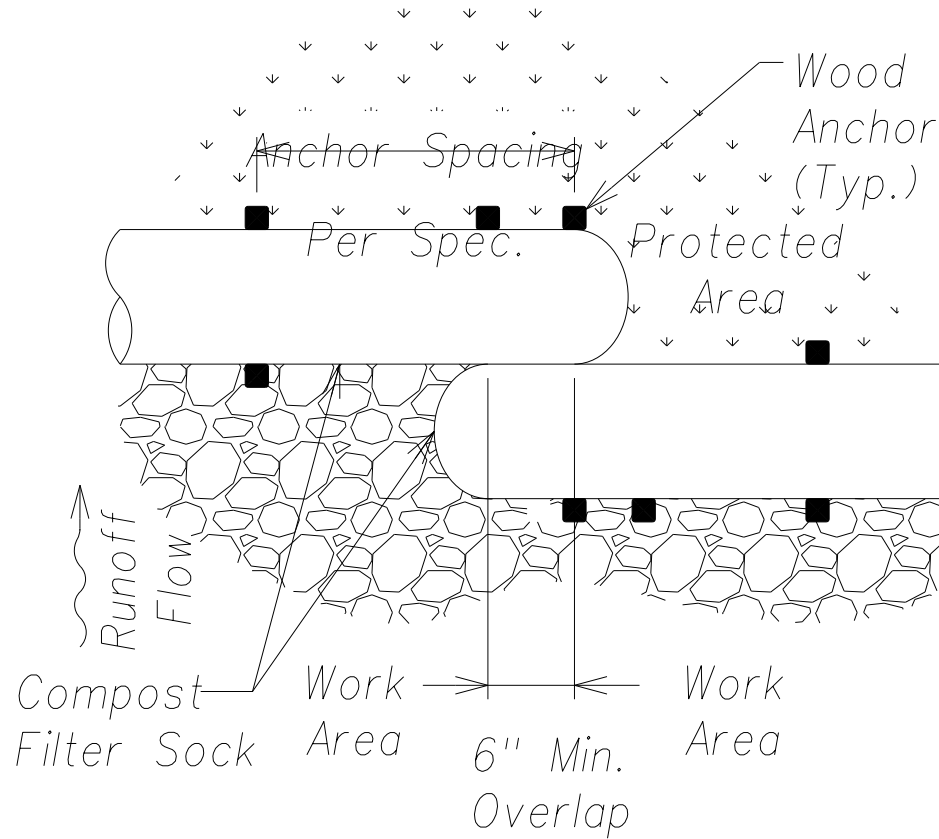 Wood
Anchor
(Typ.)
Anchor Spacing
Per Spec.
Protected
Area
Runoff
Flow
Compost
Filter Sock
Work
Area
6" Min.
Overlap
Work
Area